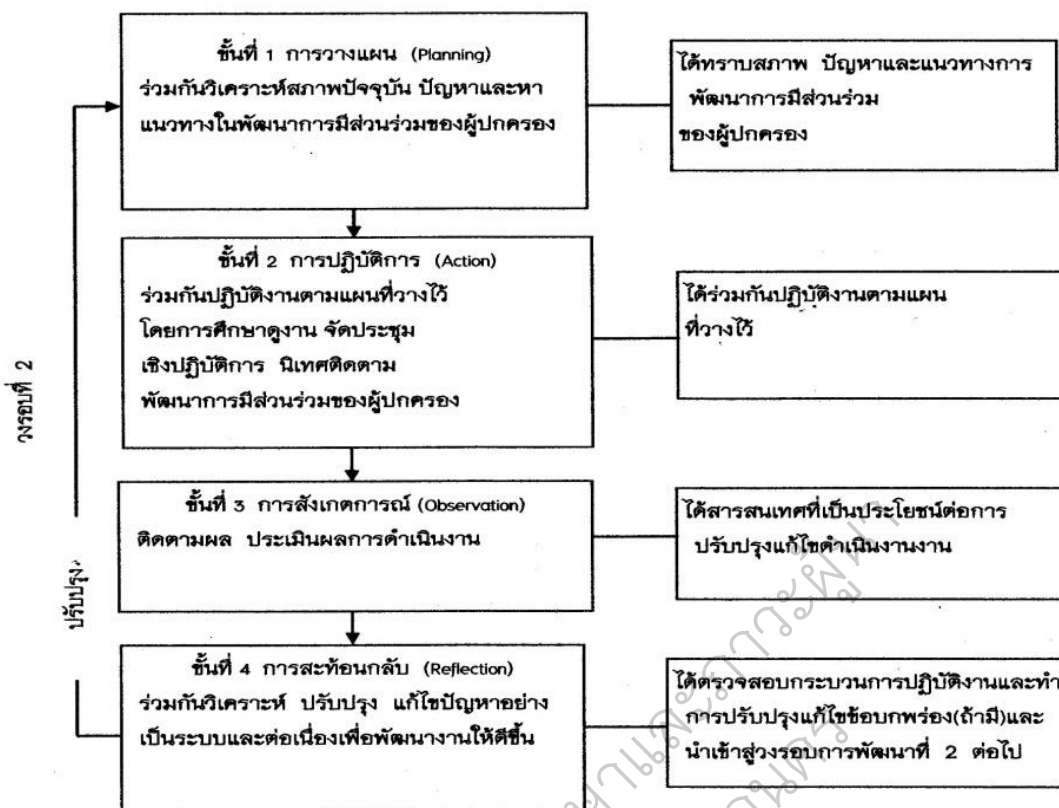 ขั้นที่ 1 การวางแผน (Planning)
ร่วมกันวิเคราะห์สภาพปัจจุบัน ปัญหาและหา
แนวทางในพัฒนาการมีส่วนร่วมของผู้ปกครอง
ได้ทราบสภาพ ปัญหาและแนวทางการ
พัฒนาการมีส่วนร่วม
ของผู้ปกครอง
ขั้นที่ 2 การปฏิบัติการ (Action)
ร่วมกันปฏิบัติงานตามแผนที่วางไว้
โดยการศึกษาดูงาน จัดประชุม
เชิงปฏิบัติการ นิเทศติดตาม
พัฒนาการมีส่วนร่วมของผู้ปกครอง
ได้ร่วมกันปฏิบัติงานตามแผน
ที่วางไว้
วงรอบที่ 2
ปรับปรุง
ขั้นที่ 3 การสังเกตการณ์ (Observation)
ติดตามผล ประเมินผลการดำเนินงาน
ได้สารสนเทศที่เป็นประโยชน์ต่อการ
ปรับปรุงแก้ไขดำเนินงานงาน
ขั้นที่ 4 การสะท้อนกลับ (Reflection)
ร่วมกันวิเคราะห์ ปรับปรุง แก้ไขปัญหาอย่าง
เป็นระบบและต่อเนื่องเพื่อพัฒนางานให้ดีขึ้น
ได้ตรวจสอบกระบวนการปฏิบัติงานและทำ
การปรับปรุงแก้ไขข้อบกพร่อง(ถ้ามี)และ
นำเข้าสู่วงรอบการพัฒนาที่ 2 ต่อไป